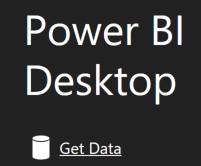 Power BI
Desktop
Get Data